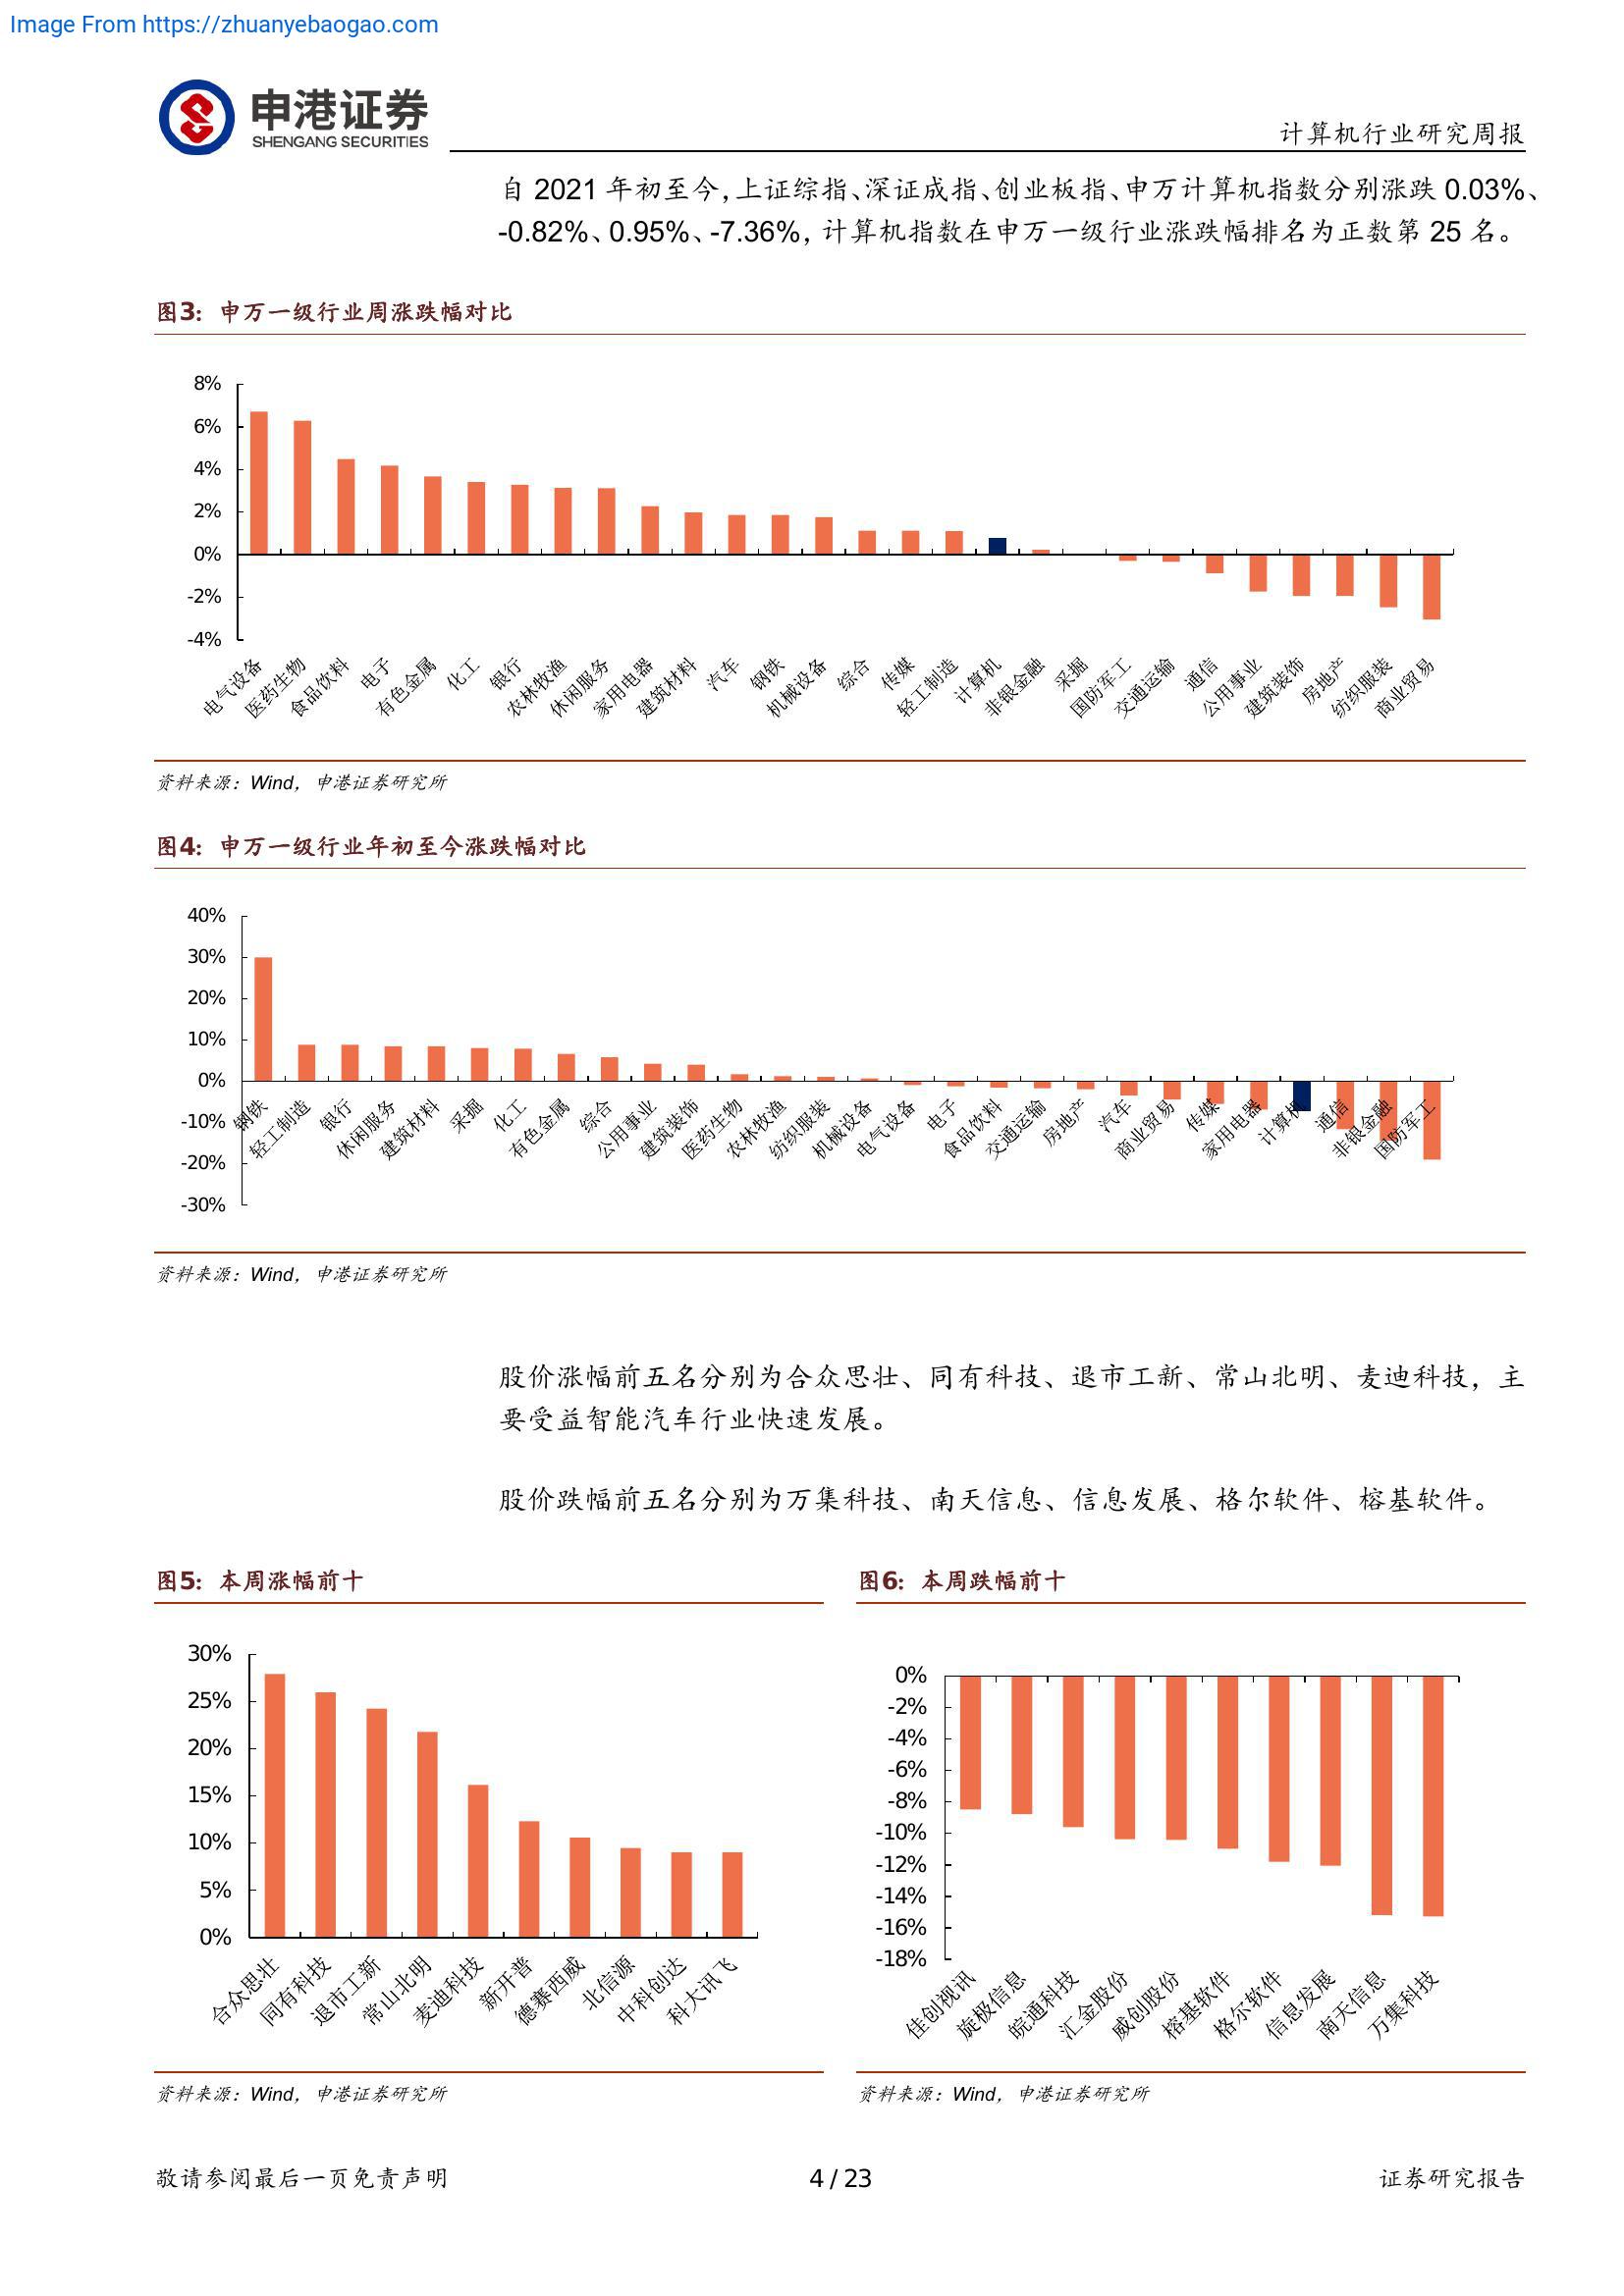 Image From https://zhuanyebaogao.com
申港证券
SHENGANG SECURITIES
计算机行业研究周报
自 2021 年初至今，上证综指、深证成指、创业板指、申万计算机指数分别涨跌 0.03%、
-0.82%、0.95%、-7.36%，计算机指数在申万一级行业涨跌幅排名为正数第 25 名。
图3：申万一级行业周涨跌幅对比
8%
6%
4%
2%
0%
-2%
-4%
电气设备 医药生物 食品饮料 电子 有色金属 化工 银行 农林牧渔 休闲服务 家用电器 建筑材料 汽车 钢铁 机械设备 综合 传媒 轻工制造 计算机 非银金融 采掘 国防军工 交通运输 通信 公用事业 建筑装饰 房地产 纺织服装 商业贸易
资料来源：Wind，申港证券研究所
图4：申万一级行业年初至今涨跌幅对比
40%
30%
20%
10%
0%
-10%
-20%
-30%
钢铁 轻工制造 银行 休闲服务 建筑材料 采掘 化工 有色金属 综合 公用事业 建筑装饰 医药生物 农林牧渔 纺织服装 机械设备 电气设备 电子 食品饮料 交通运输 房地产 汽车 商业贸易 传媒 家用电器 计算机 通信 非银金融 国防军工
资料来源：Wind，申港证券研究所
股价涨幅前五名分别为合众思壮、同有科技、退市工新、常山北明、麦迪科技，主
要受益智能汽车行业快速发展。
股价跌幅前五名分别为万集科技、南天信息、信息发展、格尔软件、榕基软件。
图5：本周涨幅前十
30%
25%
20%
15%
10%
5%
0%
合众思壮 同有科技 退市工新 常山北明 麦迪科技 新开普 德赛西威 北信源 中科创达 科大讯飞
资料来源：Wind，申港证券研究所
图6：本周跌幅前十
0%
-2%
-4%
-6%
-8%
-10%
-12%
-14%
-16%
-18%
佳创视讯 旋极信息 皖通科技 汇金股份 威创股份 榕基软件 格尔软件 信息发展 南天信息 万集科技
资料来源：Wind，申港证券研究所
敬请参阅最后一页免责声明
4 / 23
证券研究报告